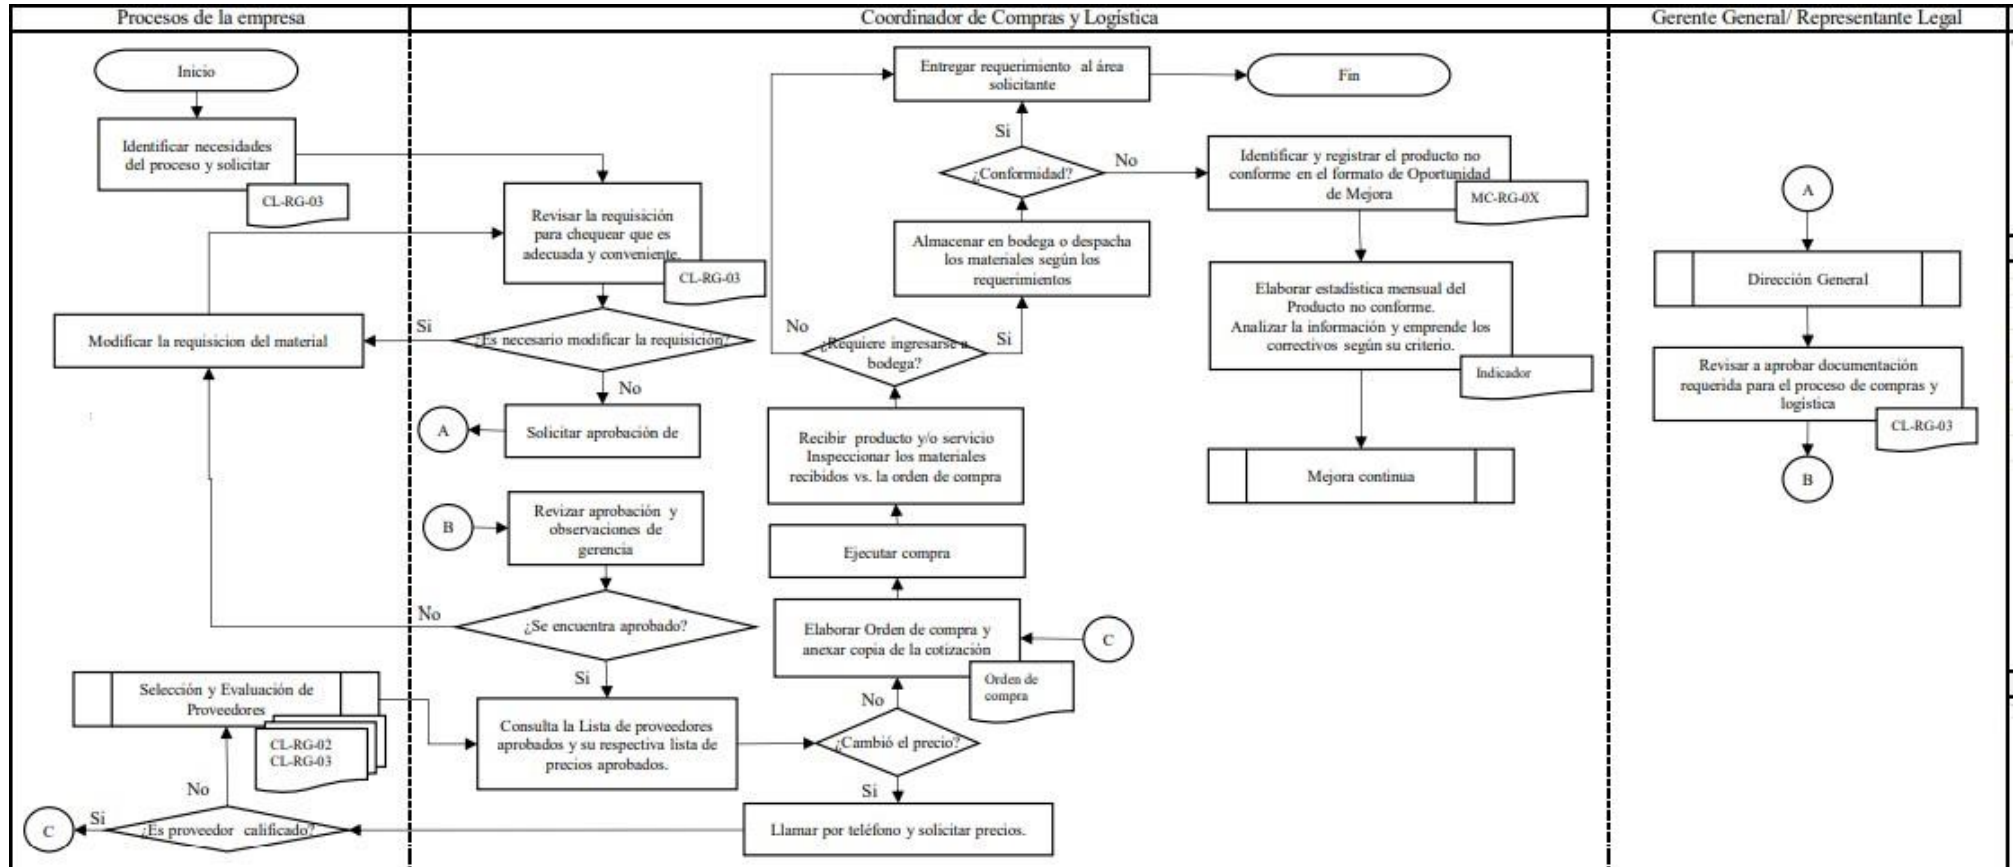 Procesos de la empresa
Coordinador de Compras y Logística
Gerente General/ Representante Legal
Inicio
Identificar necesidades
del proceso y solicitar
CL-RG-03
Modificar la requisicion del material
Selección y Evaluación de
Proveedores
CL-RG-02
CL-RG-03
No
¿Es proveedor calificado?
Si
C
Revisar la requisición
para chequear que es
adecuada y conveniente.
CL-RG-03
Si
¿Es necesario modificar la requisición?
No
A
Solicitar aprobación de
B
Revizar aprobación y
observaciones de
gerencia
No
¿Se encuentra aprobado?
Si
Consulta la Lista de proveedores
aprobados y su respectiva lista de
precios aprobados.
Entregar requerimiento al área
solicitante
Fin
Si
¿Conformidad?
No
Almacenar en bodega o despacha
los materiales según los
requerimientos
No
¿Requiere ingresarse a
bodega?
Si
Recibir producto y/o servicio
Inspeccionar los materiales
recibidos vs. la orden de compra
Ejecutar compra
Elaborar Orden de compra y
anexar copia de la cotización
C
Orden de
compra
No
¿Cambió el precio?
Si
Llamar por teléfono y solicitar precios.
Identificar y registrar el producto no
conforme en el formato de Oportunidad
de Mejora
MC-RG-0X
Elaborar estadística mensual del
Producto no conforme.
Analizar la información y emprende los
correctivos según su criterio.
Indicador
Mejora continua
A
Dirección General
Revisar a aprobar documentación
requerida para el proceso de compras y
logística
CL-RG-03
B